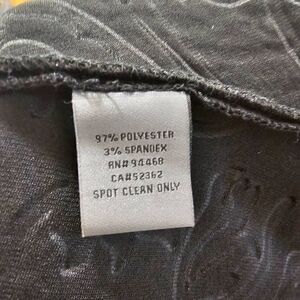 97% POLYESTER
3% SPANDEX
RN# 94468
CA#52362
SPOT CLEAN ONLY